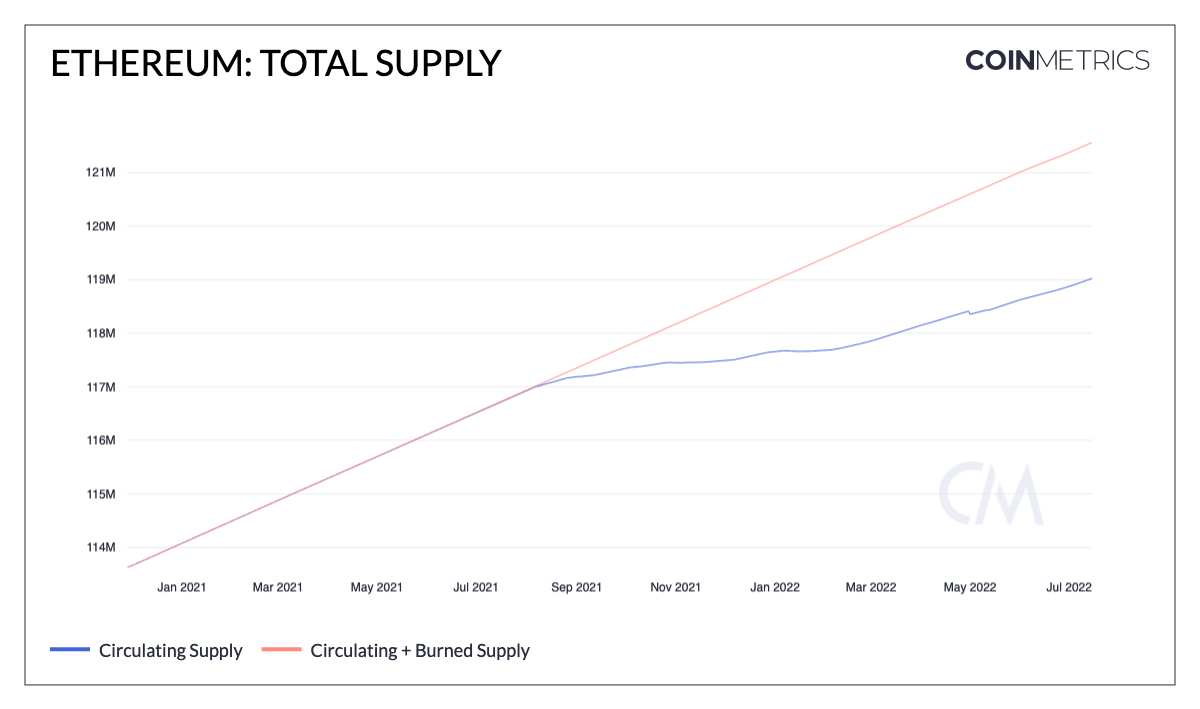 ETHEREUM: TOTAL SUPPLY
COINMETRICS
121M
120M
119M
118M
117M
116M
115M
114M
CM
Jan 2021 Mar 2021 May 2021 Jul 2021 Sep 2021 Nov 2021 Jan 2022 Mar 2022 May 2022 Jul 2022
Circulating Supply Circulating + Burned Supply